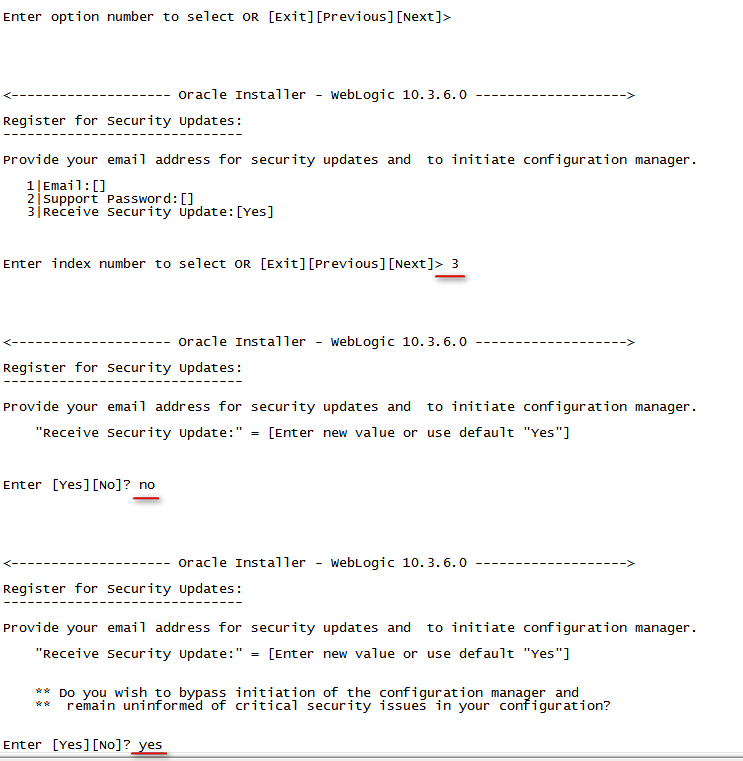 Enter option number to select OR [Exit][Previous][Next]>
<-------------------- Oracle Installer - WebLogic 10.3.6.0 ------------------->
Register for Security Updates:
------------------------------
Provide your email address for security updates and  to initiate configuration manager.
   1|Email:[]
   2|Support Password:[]
   3|Receive Security Update:[Yes]
Enter index number to select OR [Exit][Previous][Next]> 3
<-------------------- Oracle Installer - WebLogic 10.3.6.0 ------------------->
Register for Security Updates:
------------------------------
Provide your email address for security updates and  to initiate configuration manager.
    "Receive Security Update:" = [Enter new value or use default "Yes"]
Enter [Yes][No]? no
<-------------------- Oracle Installer - WebLogic 10.3.6.0 ------------------->
Register for Security Updates:
------------------------------
Provide your email address for security updates and  to initiate configuration manager.
    "Receive Security Update:" = [Enter new value or use default "Yes"]
    ** Do you wish to bypass initiation of the configuration manager and
    **  remain uninformed of critical security issues in your configuration?
Enter [Yes][No]? yes